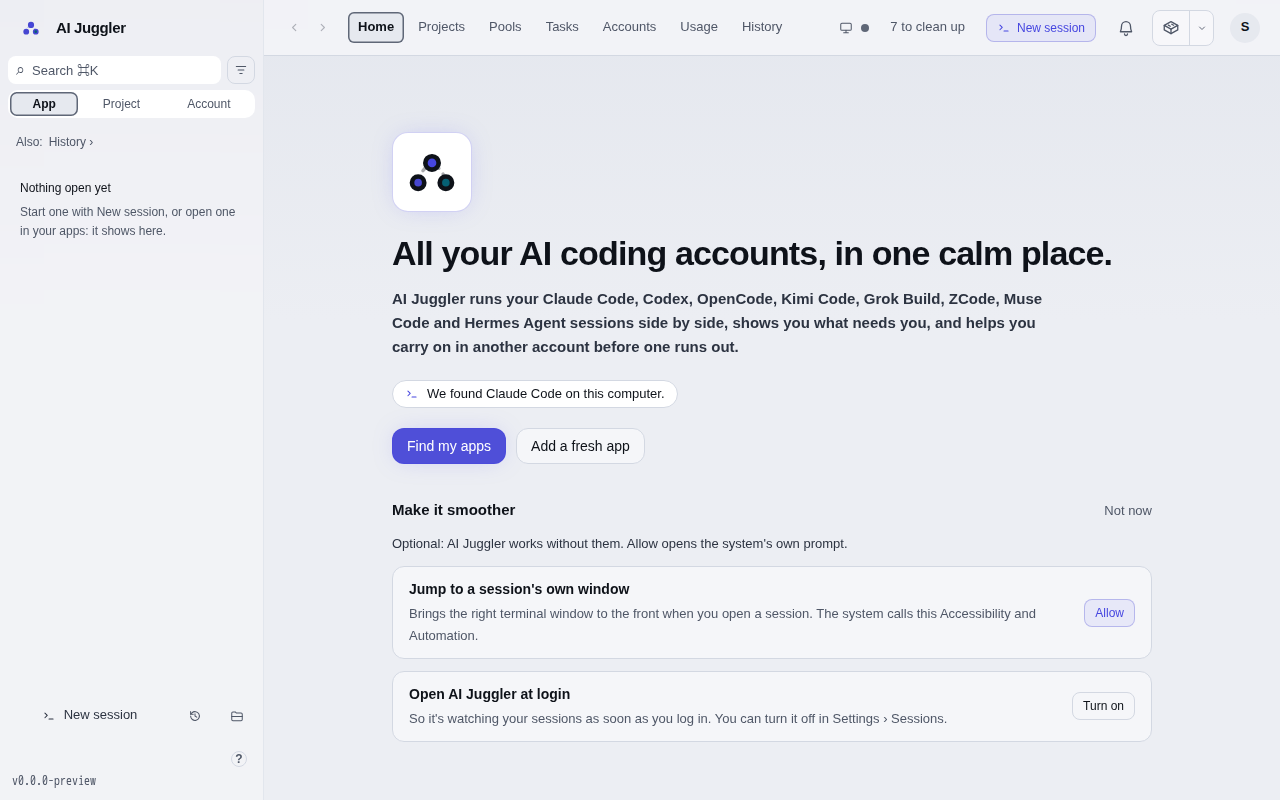 AI Juggler
Search ⌘K
App Project Account
Also: History ›
Nothing open yet
Start one with New session, or open one
in your apps: it shows here.
New session
?
v0.0.0-preview
Home Projects Pools Tasks Accounts Usage History
7 to clean up
New session
S
All your AI coding accounts, in one calm place.
AI Juggler runs your Claude Code, Codex, OpenCode, Kimi Code, Grok Build, ZCode, Muse
Code and Hermes Agent sessions side by side, shows you what needs you, and helps you
carry on in another account before one runs out.
We found Claude Code on this computer.
Find my apps Add a fresh app
Make it smoother Not now
Optional: AI Juggler works without them. Allow opens the system's own prompt.
Jump to a session's own window
Brings the right terminal window to the front when you open a session. The system calls this Accessibility and
Automation.
Allow
Open AI Juggler at login
So it's watching your sessions as soon as you log in. You can turn it off in Settings › Sessions.
Turn on